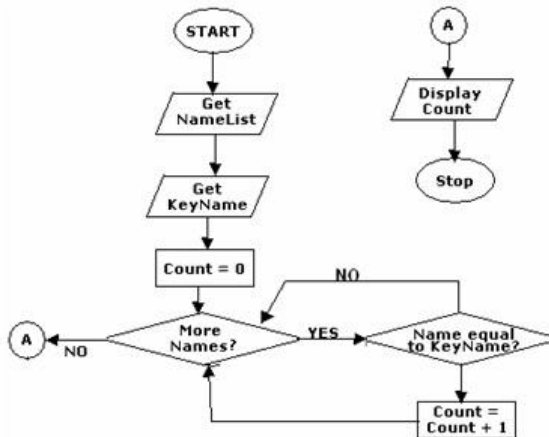 START
A
Get
NameList
Display
Count
Get
KeyName
Stop
Count = 0
NO
A
NO
More
Names?
YES
Name equal
to KeyName?
Count =
Count + 1